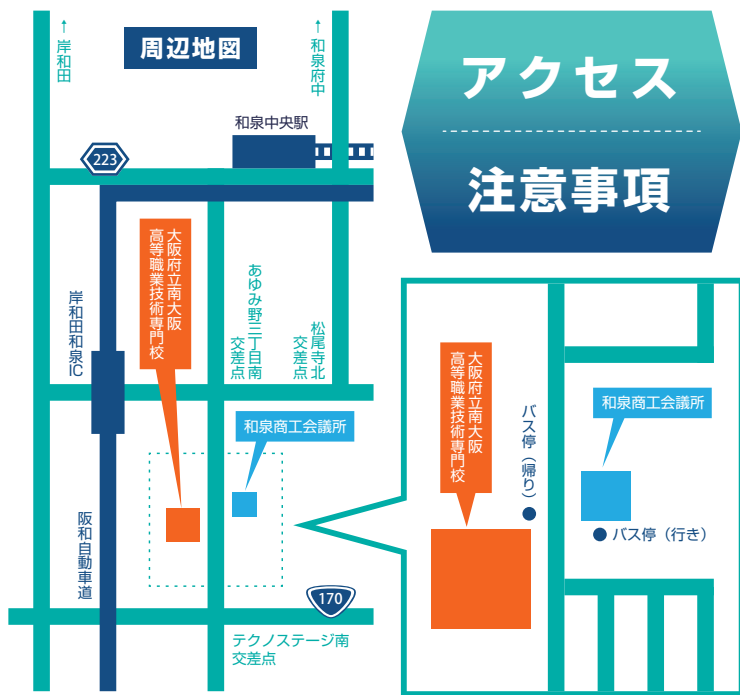 周辺地図
↑岸和田
↑和泉府中
和泉中央駅
223
アクセス
注意事項
大阪府立南大阪
高等職業技術専門校
あゆみ野三丁目南
交差点
松尾寺北
交差点
岸和田和泉IC
和泉商工会議所
阪和自動車道
170
テクノステージ南
交差点
大阪府立南大阪
高等職業技術専門校
バス停（帰り）
和泉商工会議所
バス停（行き）